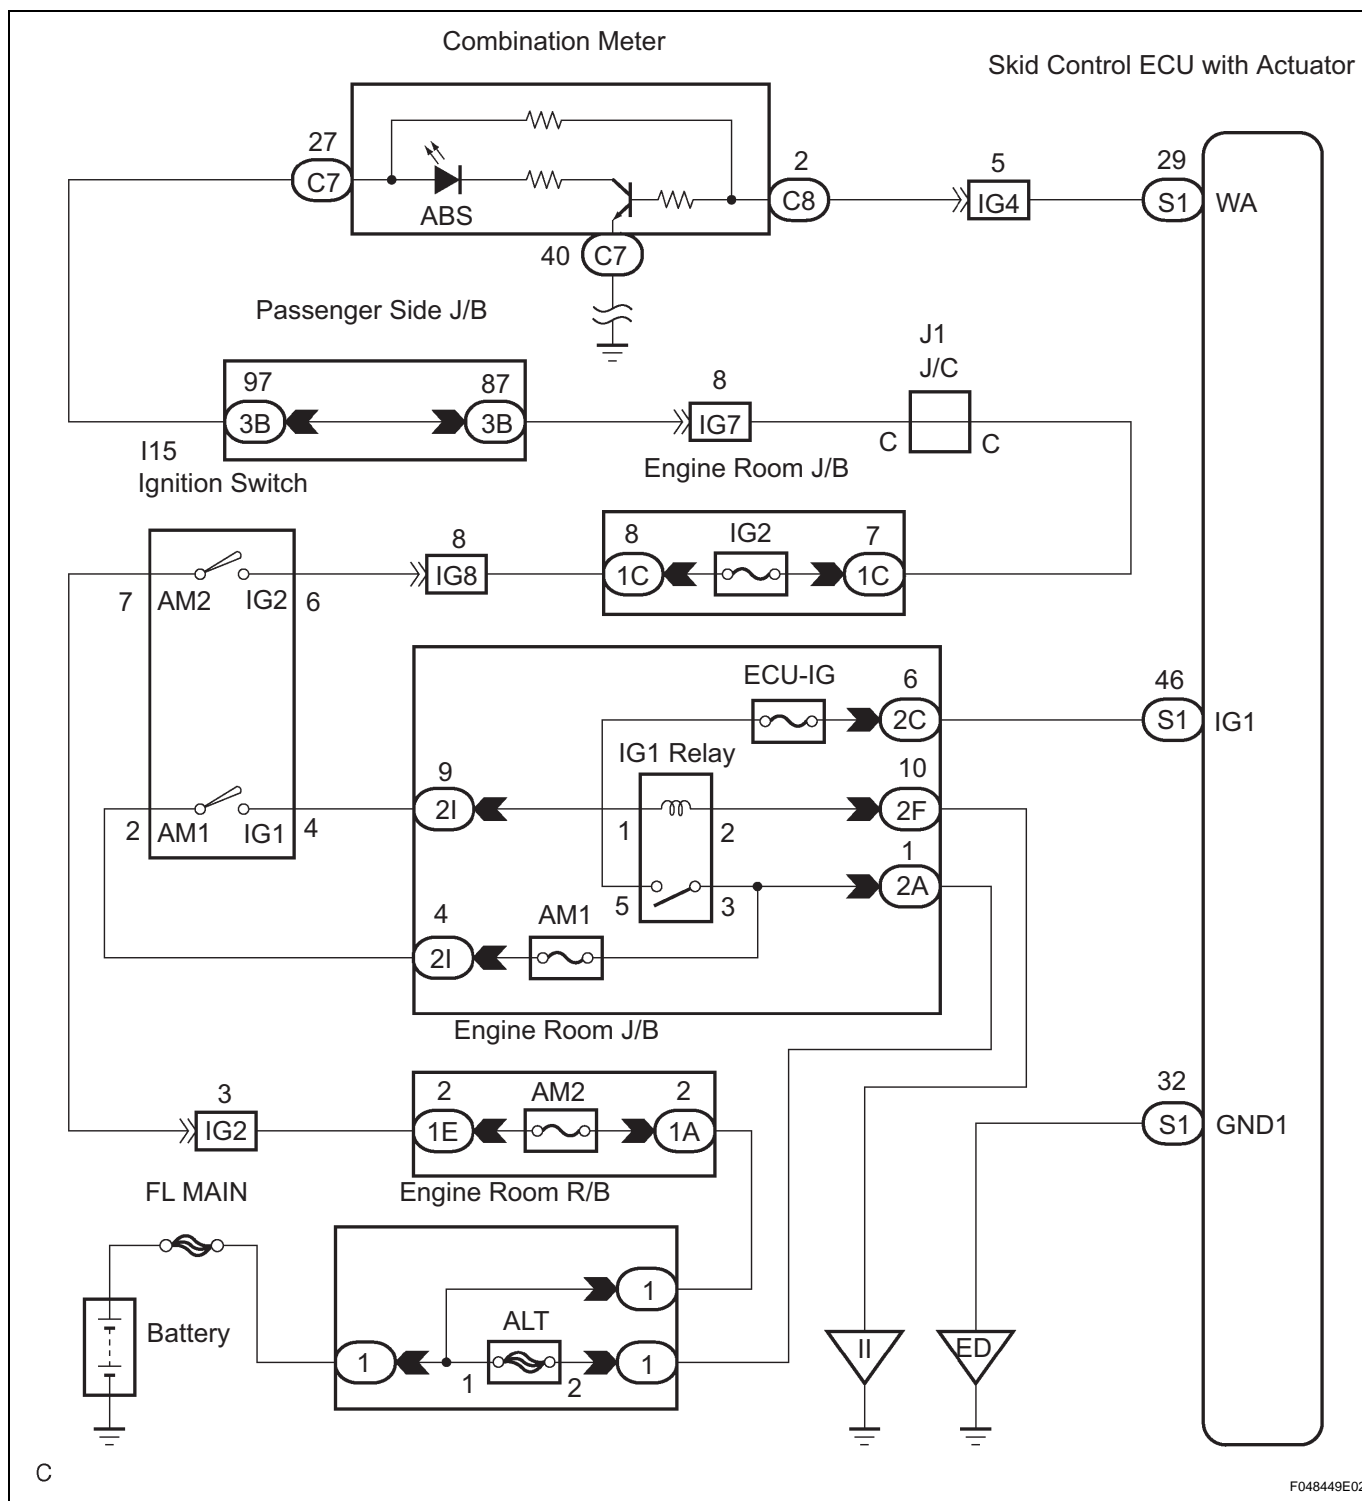 Combination Meter
Skid Control ECU with Actuator
27
C7
ABS
2
C8
5
IG4
29
S1
WA
40
C7
Passenger Side J/B
J1
J/C
97
3B
87
3B
8
IG7
C
C
I15
Ignition Switch
Engine Room J/B
8
IG8
8
1C
IG2
7
1C
7
AM2
IG2
6
ECU-IG
6
2C
46
S1
IG1
IG1 Relay
9
2I
10
2F
2
AM1
IG1
4
1
2
1
2A
5
3
4
2I
AM1
Engine Room J/B
3
IG2
2
1E
AM2
2
1A
32
S1
GND1
FL MAIN
Engine Room R/B
1
Battery
ALT
1
1
2
1
II
ED
C
F048449E02